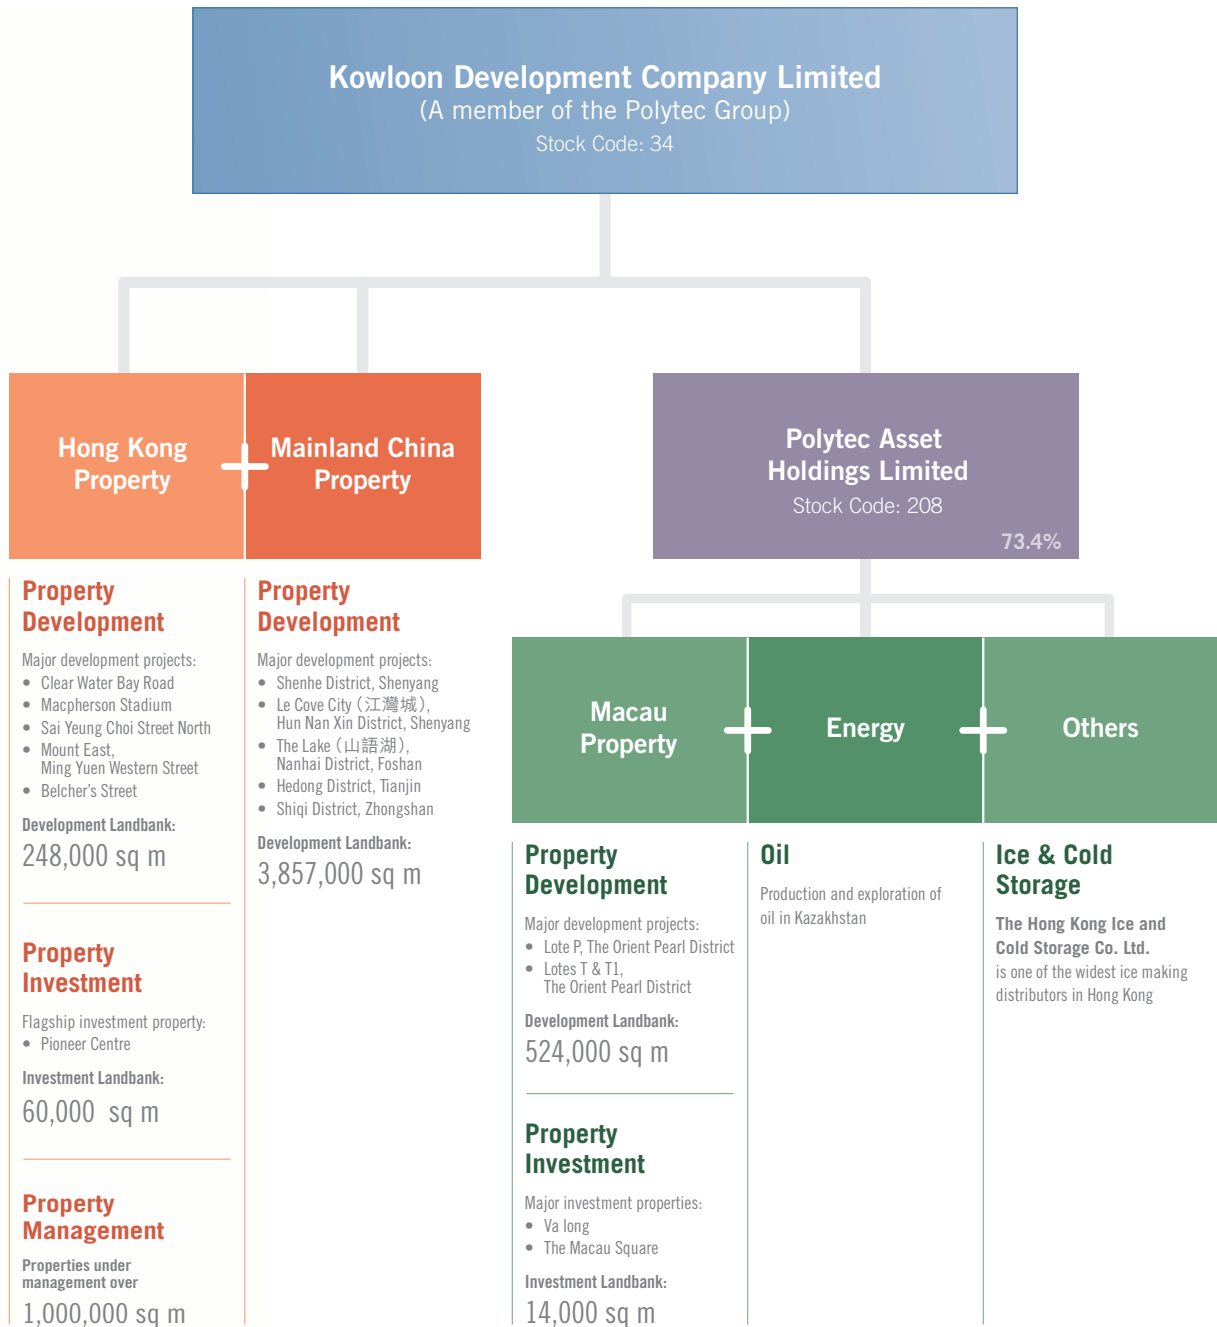 Kowloon Development Company Limited
(A member of the Polytec Group)
Stock Code: 34
Hong Kong
Property
Mainland China
Property
Polytec Asset
Holdings Limited
Stock Code: 208
73.4%
Property
Development
Major development projects:
• Clear Water Bay Road
• Macpherson Stadium
• Sai Yeung Choi Street North
• Mount East,
Ming Yuen Western Street
• Belcher's Street
Development Landbank:
248,000 sq m
Property
Investment
Flagship investment property:
• Pioneer Centre
Investment Landbank:
60,000 sq m
Property
Management
Properties under
management over
1,000,000 sq m
Property
Development
Major development projects:
• Shenhe District, Shenyang
• Le Cove City (江灣城),
Hun Nan Xin District, Shenyang
• The Lake (山語湖),
Nanhai District, Foshan
• Hedong District, Tianjin
• Shiqi District, Zhongshan
Development Landbank:
3,857,000 sq m
Macau
Property
Energy
Others
Property
Development
Major development projects:
• Lote P, The Orient Pearl District
• Lotes T & T1,
The Orient Pearl District
Development Landbank:
524,000 sq m
Property
Investment
Major investment properties:
• Va long
• The Macau Square
Investment Landbank:
14,000 sq m
Oil
Production and exploration of
oil in Kazakhstan
Ice & Cold
Storage
The Hong Kong Ice and
Cold Storage Co. Ltd.
is one of the widest ice making
distributors in Hong Kong